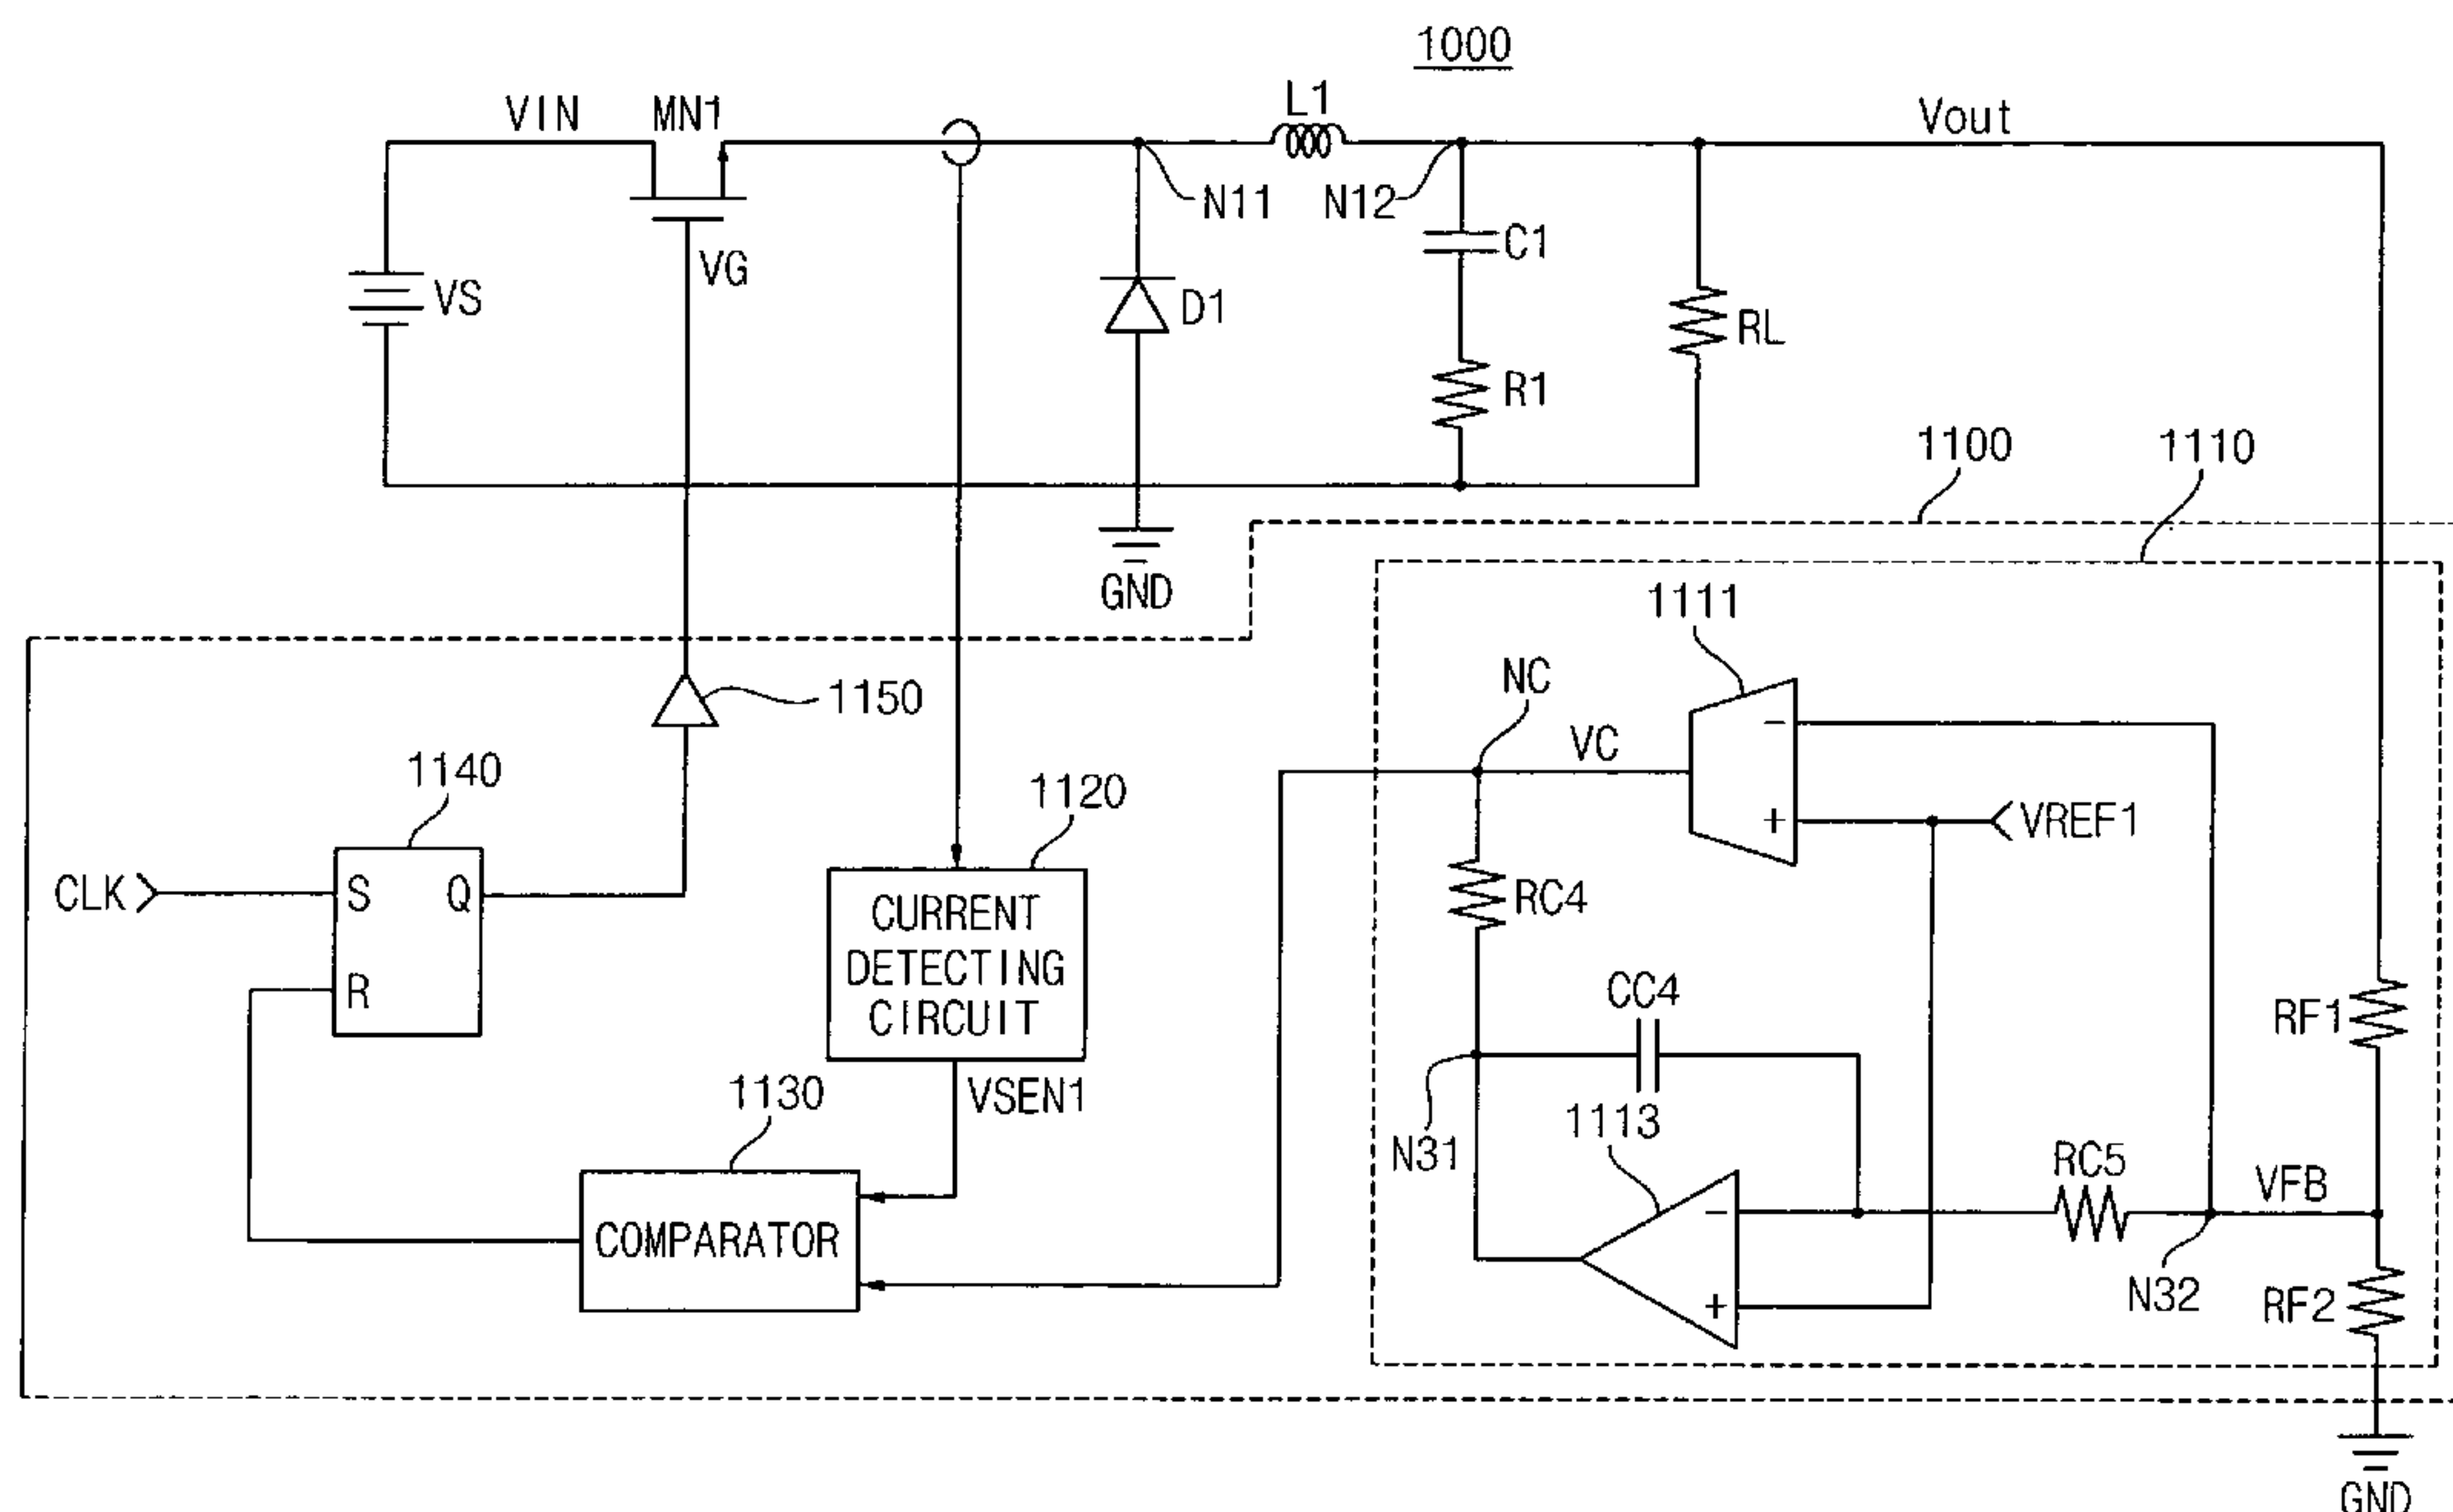 1000
VIN
MN1
L1
Vout
N11
N12
C1
VG
VS
D1
RL
R1
1100
1110
GND
1111
NC
1150
VC
-
1140
1120
+
VREF1
CLK
S
Q
CURRENT
DETECTING
CIRCUIT
RC4
R
CC4
RF1
1130
VSEN1
1113
N31
RC5
VFB
-
COMPARATOR
N32
+
RF2
GND